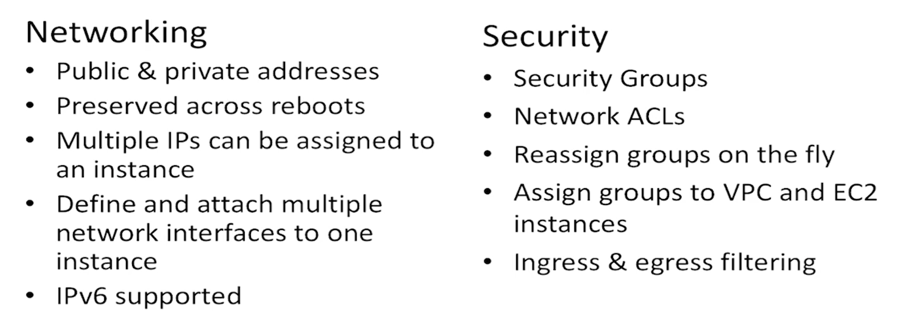 Networking
• Public & private addresses
• Preserved across reboots
• Multiple IPs can be assigned to
an instance
• Define and attach multiple
network interfaces to one
instance
• IPv6 supported
Security
• Security Groups
• Network ACLs
• Reassign groups on the fly
• Assign groups to VPC and EC2
instances
• Ingress & egress filtering